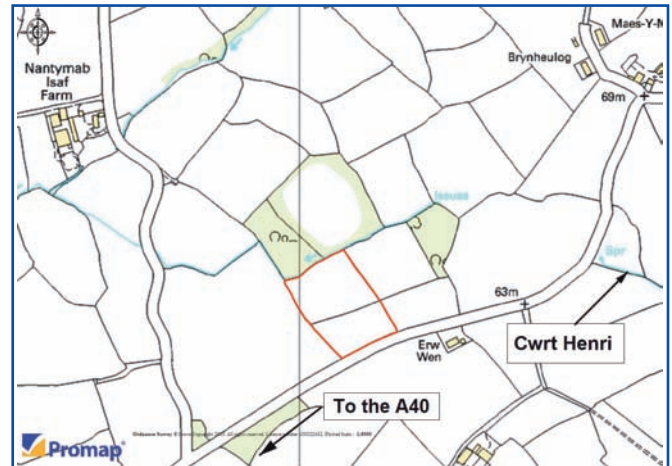 Maes-Y-N
Nantymab
Isaf
Farm
Brynheulog
69m
Issues
Spr
63m
Erw
Wen
Cwrt Henri
To the A40
Promap